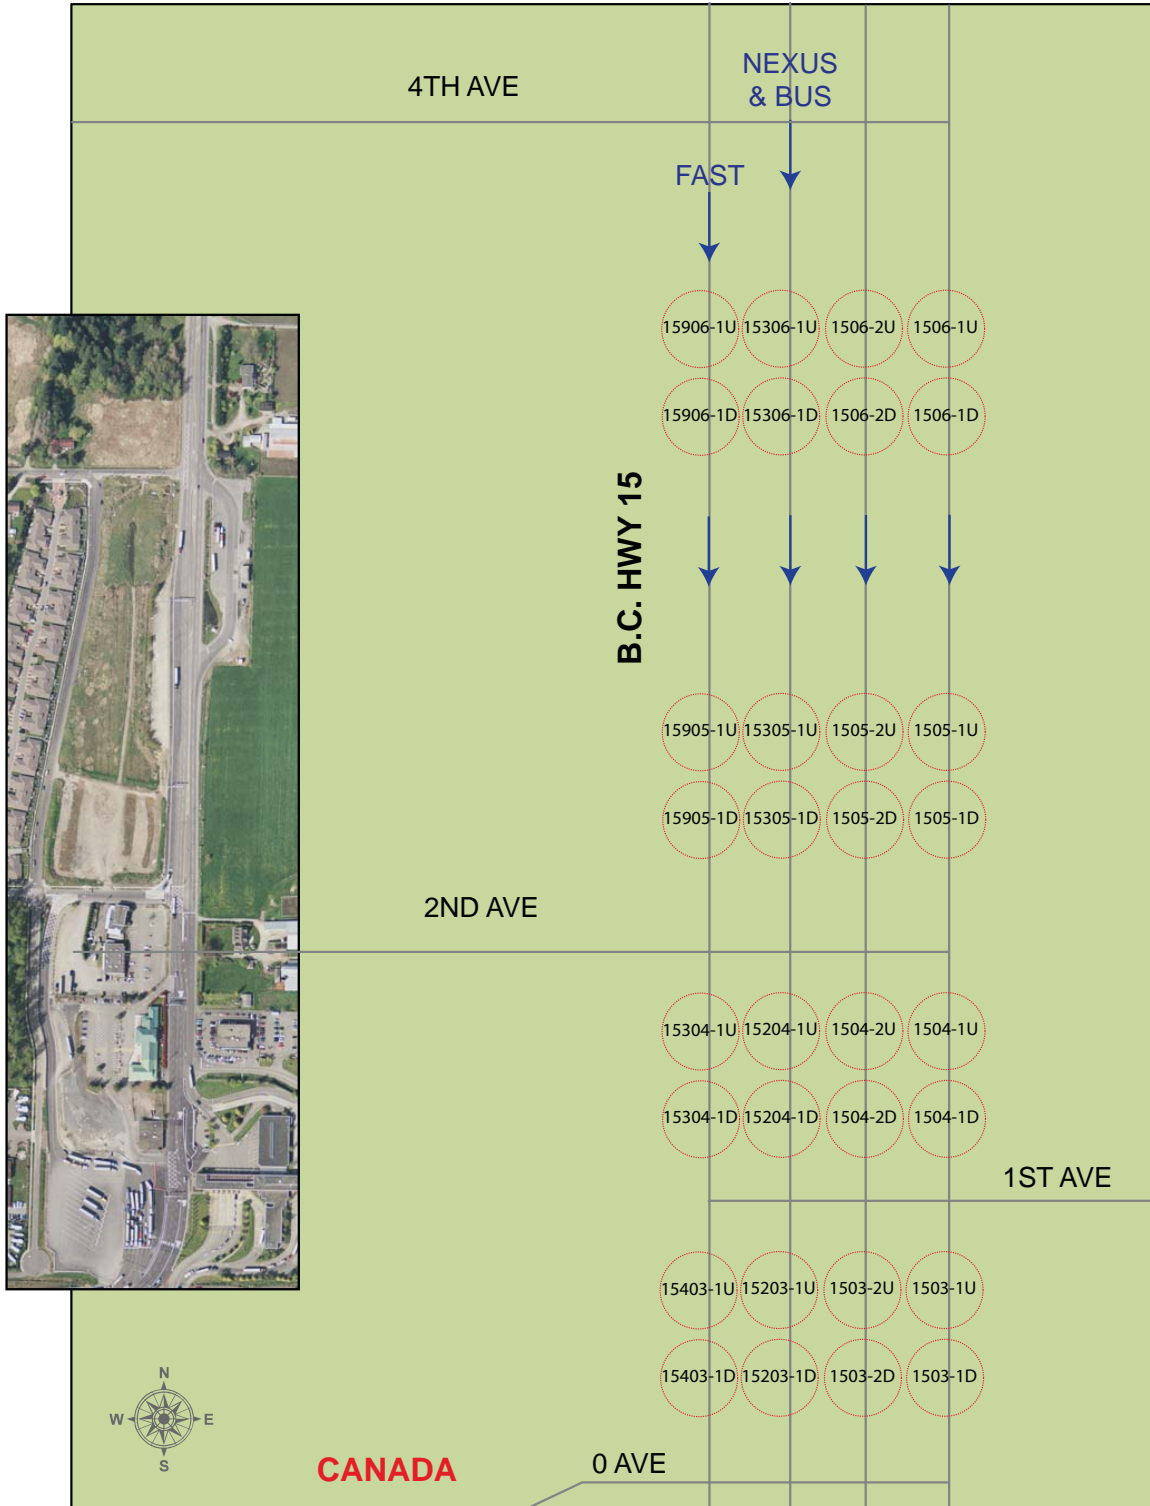 NEXUS
& BUS
4TH AVE
FAST
15906-1U 15306-1U 1506-2U 1506-1U
15906-1D 15306-1D 1506-2D 1506-1D
B.C. HWY 15
15905-1U 15305-1U 1505-2U 1505-1U
15905-1D 15305-1D 1505-2D 1505-1D
2ND AVE
15304-1U 15204-1U 1504-2U 1504-1U
15304-1D 15204-1D 1504-2D 1504-1D
1ST AVE
15403-1U 15203-1U 1503-2U 1503-1U
15403-1D 15203-1D 1503-2D 1503-1D
N
W E
S
0 AVE
CANADA